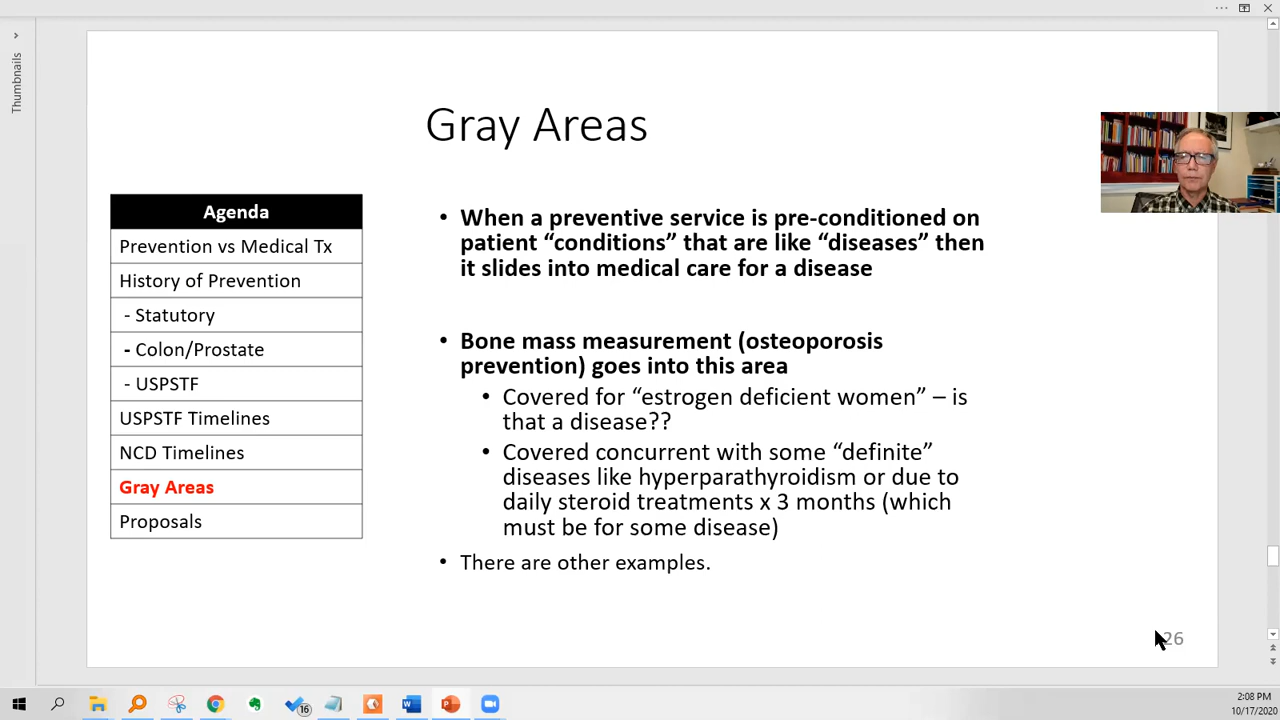 Thumbnails
Gray Areas
Agenda
Prevention vs Medical Tx
History of Prevention
- Statutory
- Colon/Prostate
- USPSTF
USPSTF Timelines
NCD Timelines
Gray Areas
Proposals
• When a preventive service is pre-conditioned on
patient “conditions” that are like “diseases” then
it slides into medical care for a disease
• Bone mass measurement (osteoporosis
prevention) goes into this area
• Covered for “estrogen deficient women” – is
that a disease??
• Covered concurrent with some “definite”
diseases like hyperparathyroidism or due to
daily steroid treatments x 3 months (which
must be for some disease)
• There are other examples.
26
16
2:08 PM
10/17/2020